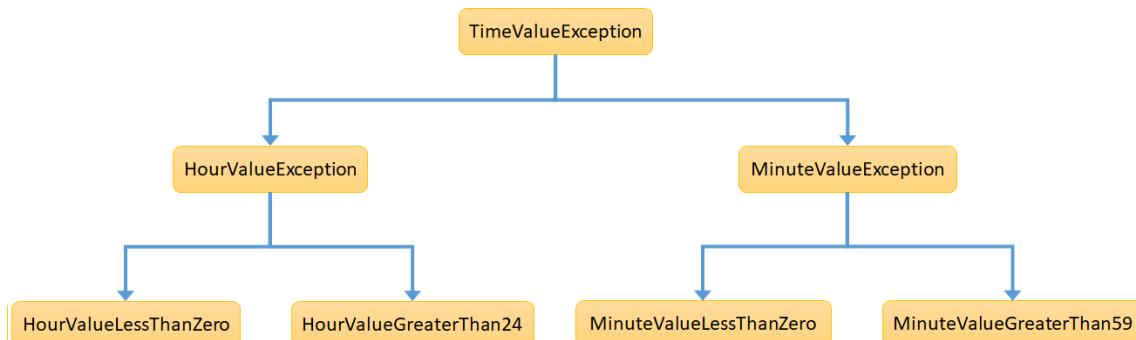 TimeValueException
HourValueException
MinuteValueException
HourValueLessThanZero
HourValueGreaterThan24
MinuteValueLessThanZero
MinuteValueGreaterThan59